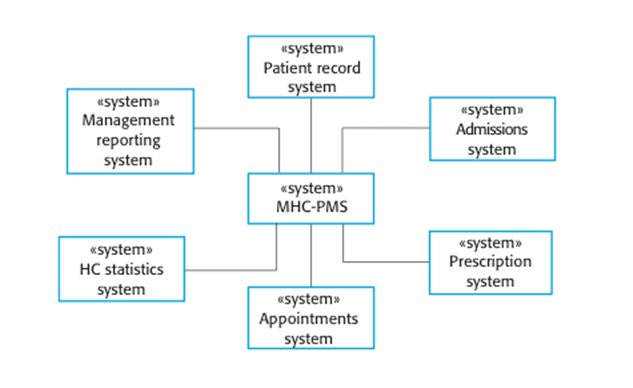 «system»
Patient record
system
«system»
Management
reporting
system
«system»
Admissions
system
«system»
MHC-PMS
«system»
HC statistics
system
«system»
Prescription
system
«system»
Appointments
system